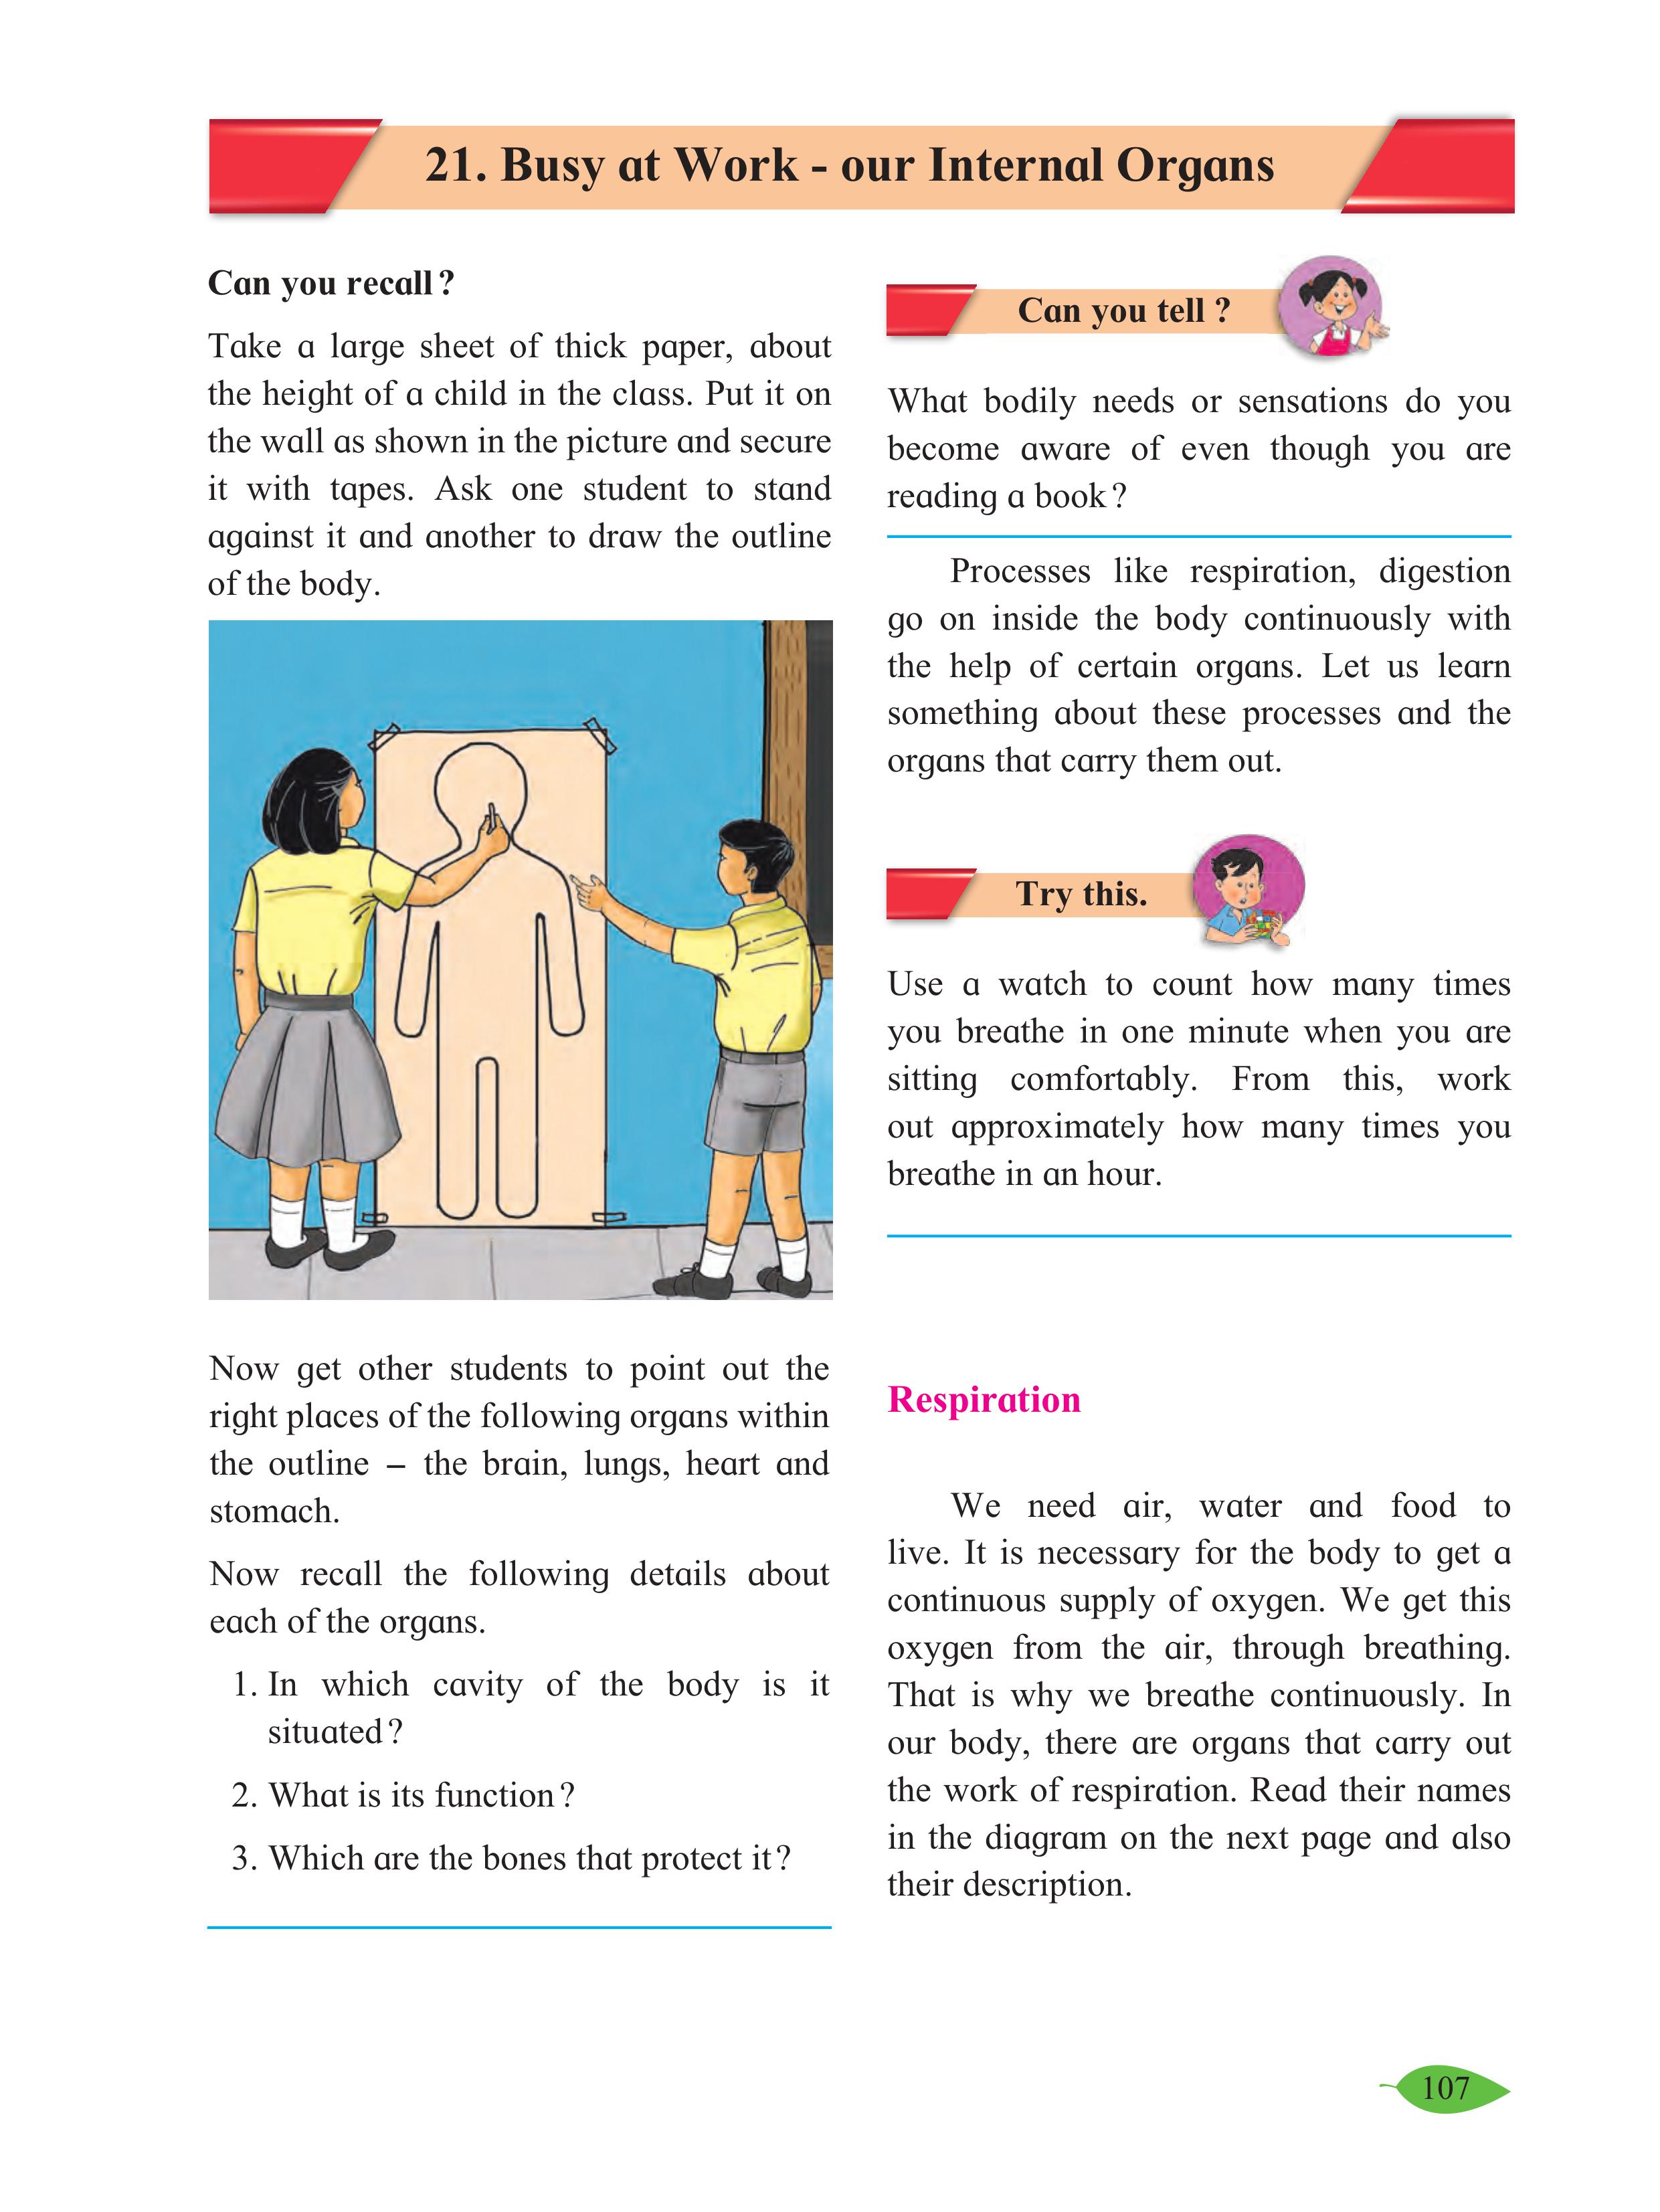 21. Busy at Work - our Internal Organs
Can you recall ?
Take a large sheet of thick paper, about
the height of a child in the class. Put it on
the wall as shown in the picture and secure
it with tapes. Ask one student to stand
against it and another to draw the outline
of the body.
Now get other students to point out the
right places of the following organs within
the outline – the brain, lungs, heart and
stomach.
Now recall the following details about
each of the organs.
1. In which cavity of the body is it
situated ?
2. What is its function ?
3. Which are the bones that protect it ?
Can you tell ?
What bodily needs or sensations do you
become aware of even though you are
reading a book ?
Processes like respiration, digestion
go on inside the body continuously with
the help of certain organs. Let us learn
something about these processes and the
organs that carry them out.
Try this.
Use a watch to count how many times
you breathe in one minute when you are
sitting comfortably. From this, work
out approximately how many times you
breathe in an hour.
Respiration
We need air, water and food to
live. It is necessary for the body to get a
continuous supply of oxygen. We get this
oxygen from the air, through breathing.
That is why we breathe continuously. In
our body, there are organs that carry out
the work of respiration. Read their names
in the diagram on the next page and also
their description.
107